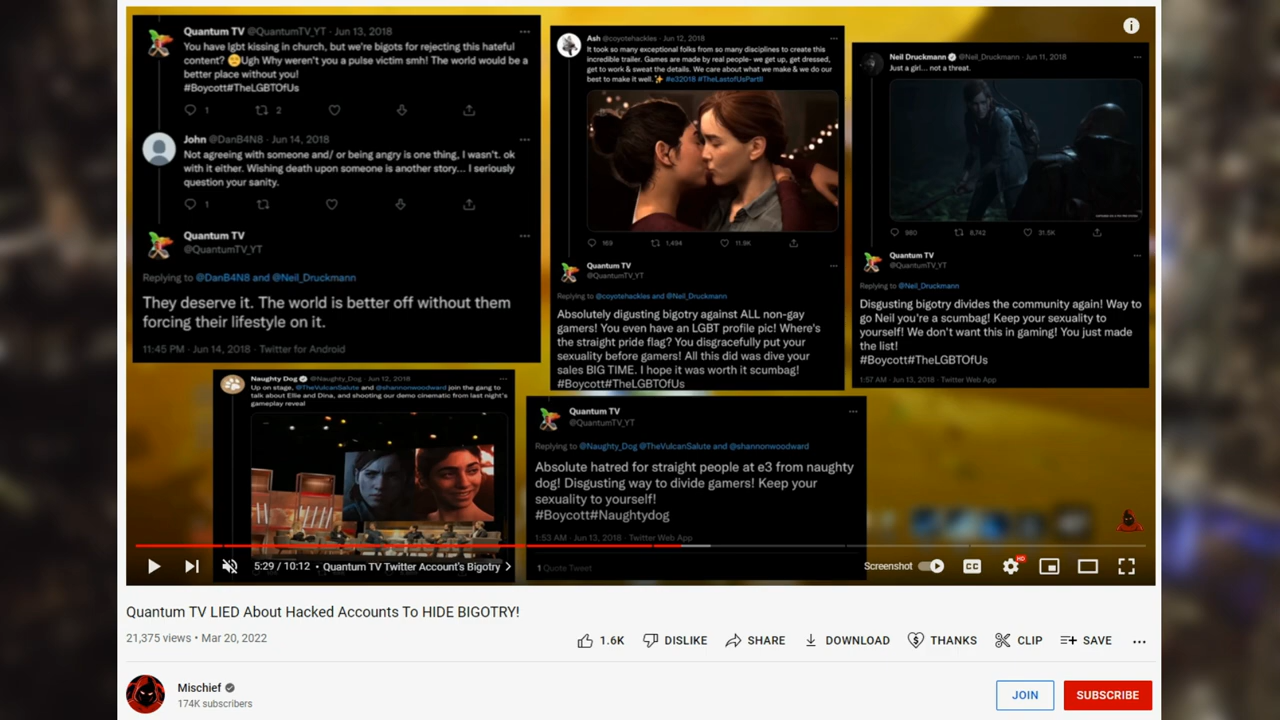 Quantum TV @QuantumTV_YT · Jun 13, 2018
You have lgbt kissing in church, but we're bigots for rejecting this hateful
content? 🙄Ugh Why weren't you a pulse victim smh! The world would be a
better place without you!
#Boycott#TheLGBTOfUs
1 2
John @DanB4N8 · Jun 14, 2018
Not agreeing with someone and/ or being angry is one thing, I wasn't. ok
with it either. Wishing death upon someone is another story... I seriously
question your sanity.
1
Quantum TV
@QuantumTV_YT
Replying to @DanB4N8 and @Neil_Druckmann
They deserve it. The world is better off without them
forcing their lifestyle on it.
11:45 PM · Jun 14, 2018 · Twitter for Android
Ash @coyotehackles · Jun 12, 2018
It took so many exceptional folks from so many disciplines to create this
incredible trailer. Games are made by real people- we get up, get dressed,
get to work & sweat the details. We care about what we make & we do our
best to make it well. ✨ #e32018 #TheLastofUsPartII
169 1,494 11.9K
Quantum TV
@QuantumTV_YT
Replying to @coyotehackles and @Neil_Druckmann
Absolutely digusting bigotry against ALL non-gay
gamers! You even have an LGBT profile pic! Where's
the straight pride flag? You disgracefully put your
sexuality before gamers! All this did was dive your
sales BIG TIME. I hope it was worth it scumbag!
#Boycott#TheLGBTOfUs
Neil Druckmann @Neil_Druckmann · Jun 11, 2018
Just a girl... not a threat.
980 8,742 31.5K
Quantum TV
@QuantumTV_YT
Replying to @Neil_Druckmann
Disgusting bigotry divides the community again! Way to
go Neil you're a scumbag! Keep your sexuality to
yourself! We don't want this in gaming! You just made
the list!
#Boycott#TheLGBTOfUs
1:57 AM · Jun 13, 2018 · Twitter Web App
Naughty Dog @Naughty_Dog · Jun 12, 2018
Up on stage, @TheVulcanSalute and @shannonwoodward join the gang to
talk about Ellie and Dina, and shooting our demo cinematic from last night's
gameplay reveal
Quantum TV
@QuantumTV_YT
Replying to @Naughty_Dog @TheVulcanSalute and @shannonwoodward
Absolute hatred for straight people at e3 from naughty
dog! Disgusting way to divide gamers! Keep your
sexuality to yourself!
#Boycott#Naughtydog
1:53 AM · Jun 13, 2018 · Twitter Web App
1 Quote Tweet
5:29 / 10:12 • Quantum TV Twitter Account's Bigotry
Screenshot CC HD
Quantum TV LIED About Hacked Accounts To HIDE BIGOTRY!
21,375 views • Mar 20, 2022
1.6K DISLIKE SHARE DOWNLOAD THANKS CLIP SAVE
Mischief
174K subscribers
JOIN SUBSCRIBE